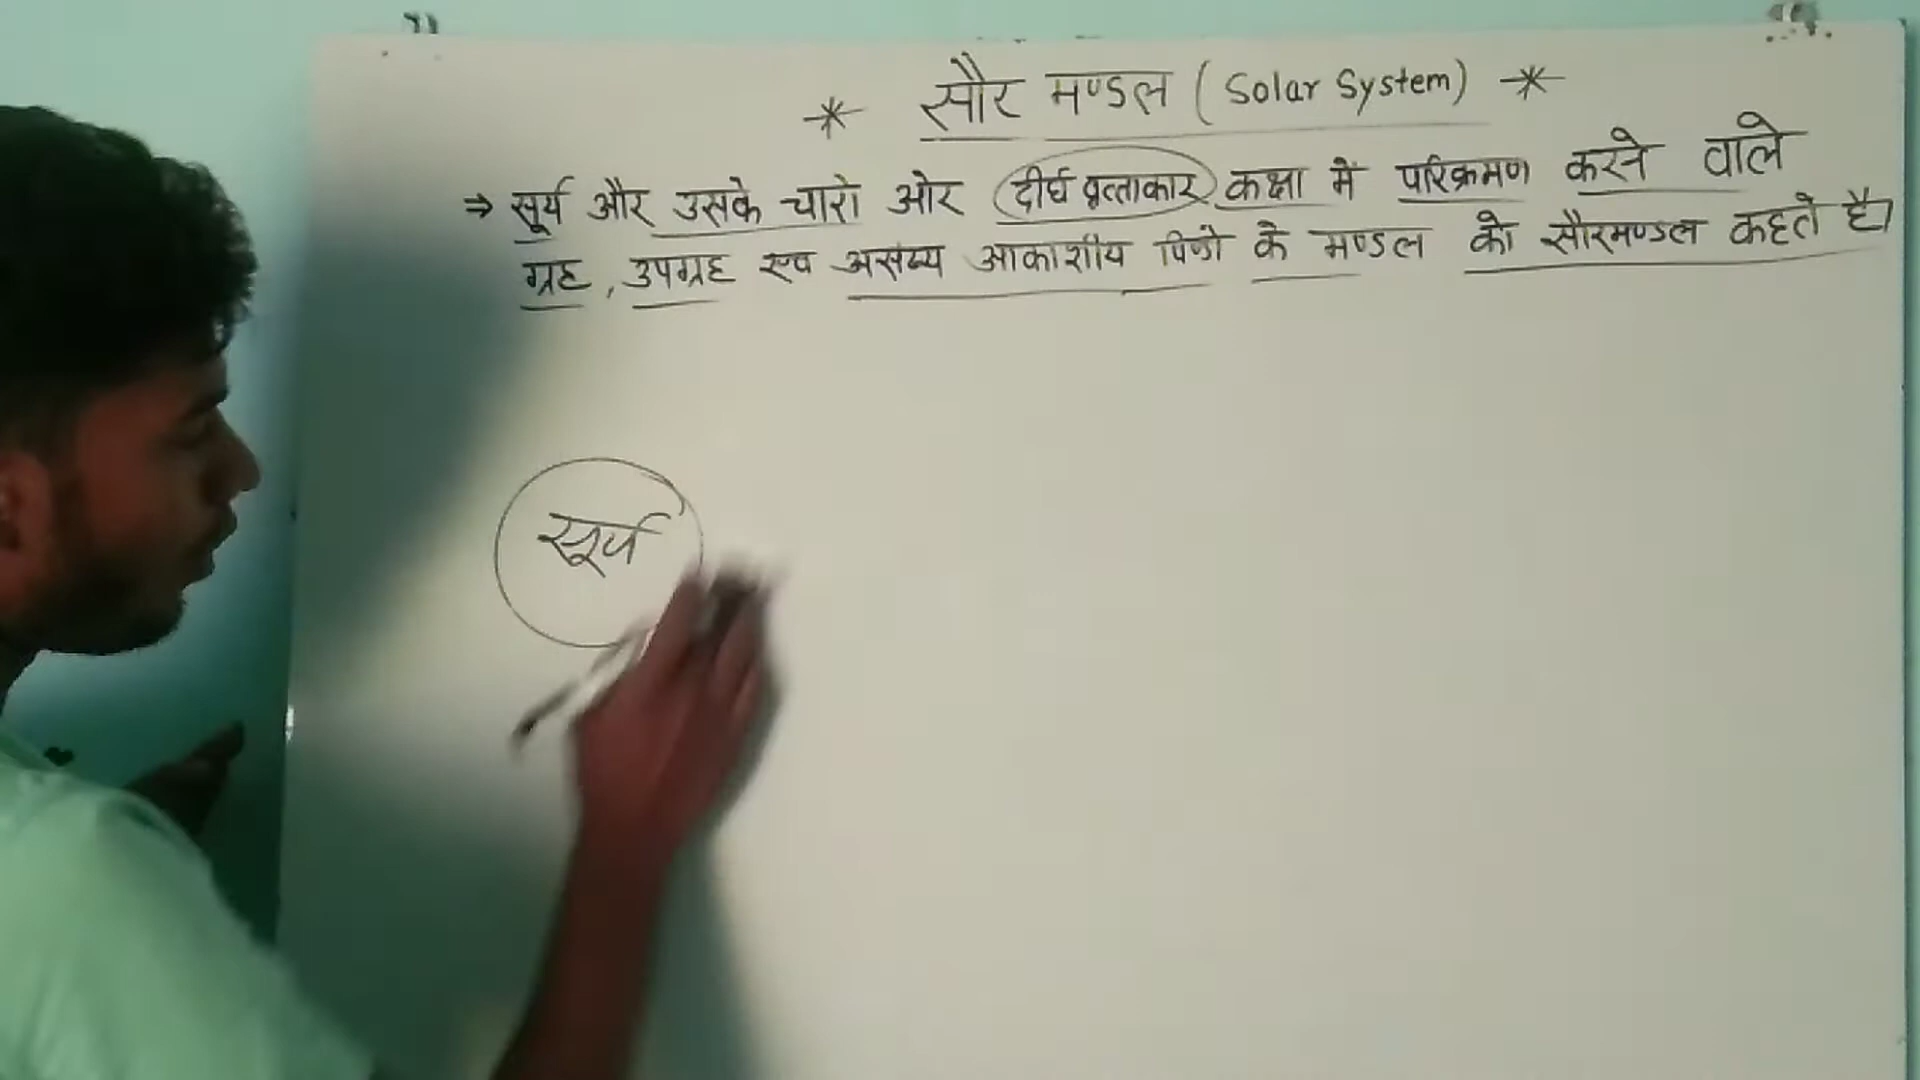 * सौर मण्डल (Solar System) *
⇒ सूर्य और उसके चारो ओर दीर्घ वृत्ताकार कक्षा में परिक्रमण करने वाले
ग्रह, उपग्रह एव असंख्य आकाशीय पिण्डो के मण्डल को सौरमण्डल कहते है।
सूर्य